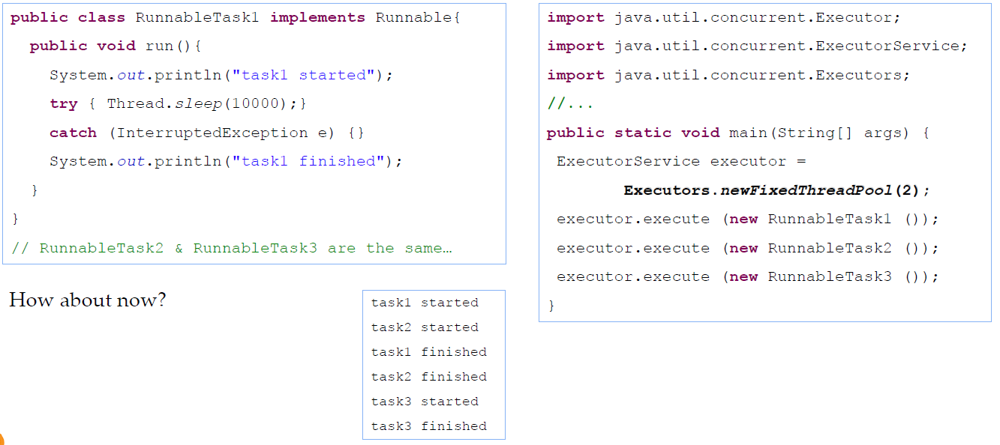 public class RunnableTask1 implements Runnable{
public void run(){
System.out.println("task1 started");
try { Thread.sleep(10000);}
catch (InterruptedException e) {}
System.out.println("task1 finished");
}
}
// RunnableTask2 & RunnableTask3 are the same…
import java.util.concurrent.Executor;
import java.util.concurrent.ExecutorService;
import java.util.concurrent.Executors;
//...
public static void main(String[] args) {
ExecutorService executor =
Executors.newFixedThreadPool(2);
executor.execute (new RunnableTask1 ());
executor.execute (new RunnableTask2 ());
executor.execute (new RunnableTask3 ());
}
How about now?
task1 started
task2 started
task1 finished
task2 finished
task3 started
task3 finished